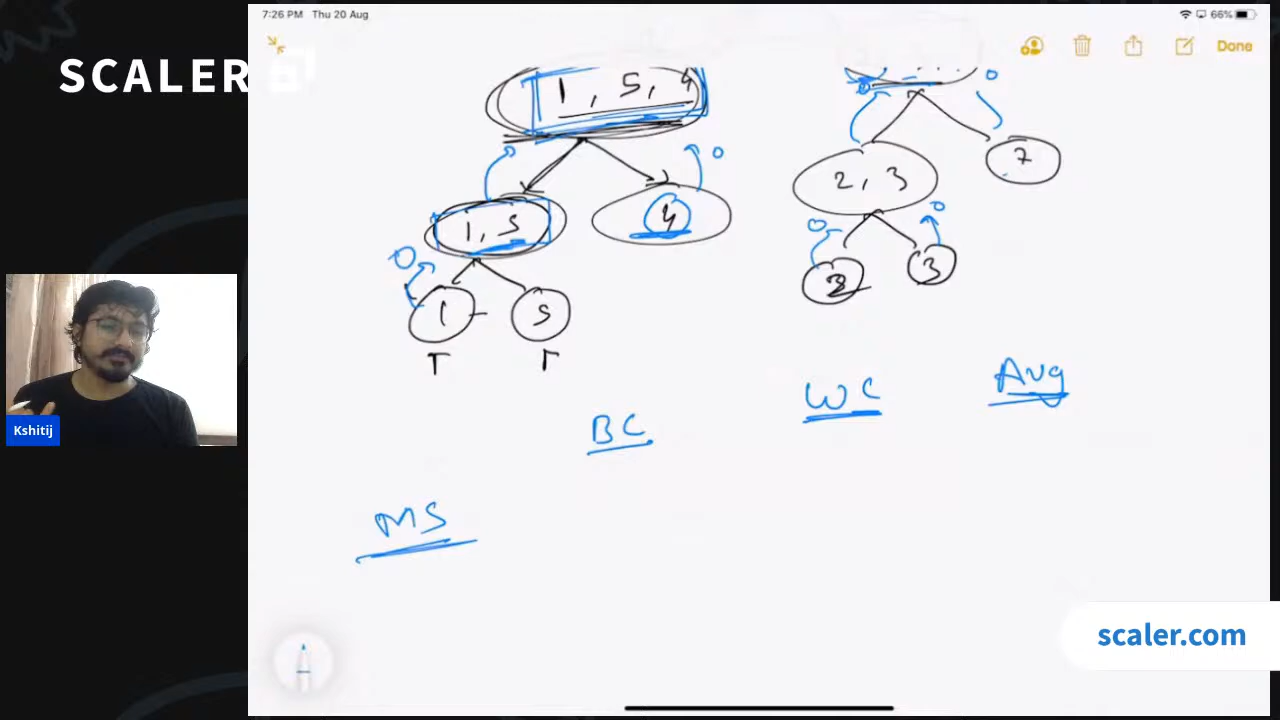 7:26 PM Thu 20 Aug
66%
Done
SCALER
1, 5, 4
0
0
2, 3
7
1, 5
4
0
0
0
2
3
1
5
Kshitij
BC
WC
Avg
MS
scaler.com